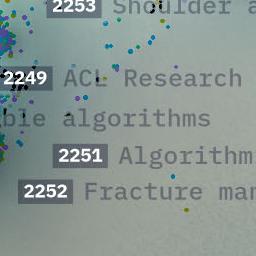 2253 Shoulder a
2249 ACL Research
ble algorithms
2251 Algorithm
2252 Fracture man